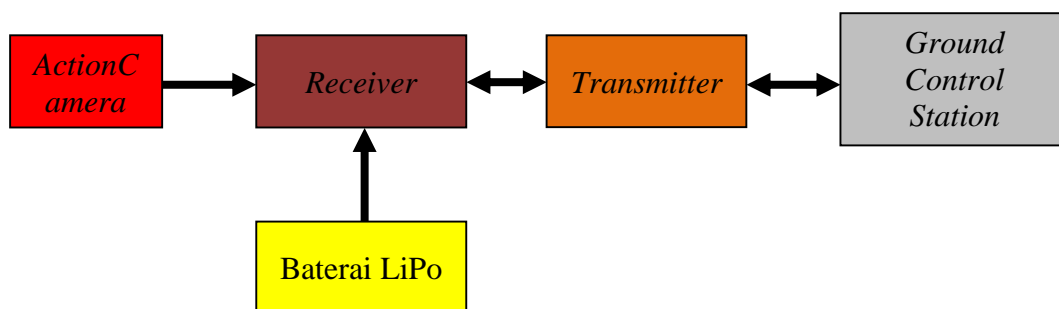 ActionC
amera
Receiver
Transmitter
Ground
Control
Station
Baterai LiPo